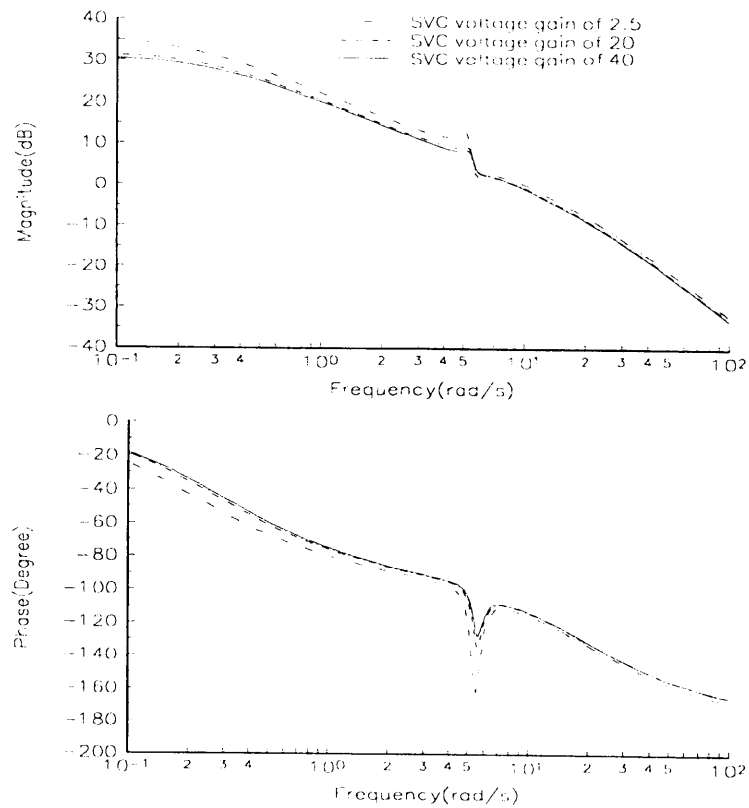 40
SVC voltage gain of 2.5
SVC voltage gain of 20
SVC voltage gain of 40
30
20
10
0
−10
−20
−30
−40
Magnitude(dB)
10⁻¹ 2 3 4 10⁰ 2 3 4 5 10¹ 2 3 4 5 10²
Frequency(rad/s)
0
−20
−40
−60
−80
−100
−120
−140
−160
−180
−200
Phase(Degree)
10⁻¹ 2 3 4 10⁰ 2 3 4 5 10¹ 2 3 4 5 10²
Frequency(rad/s)